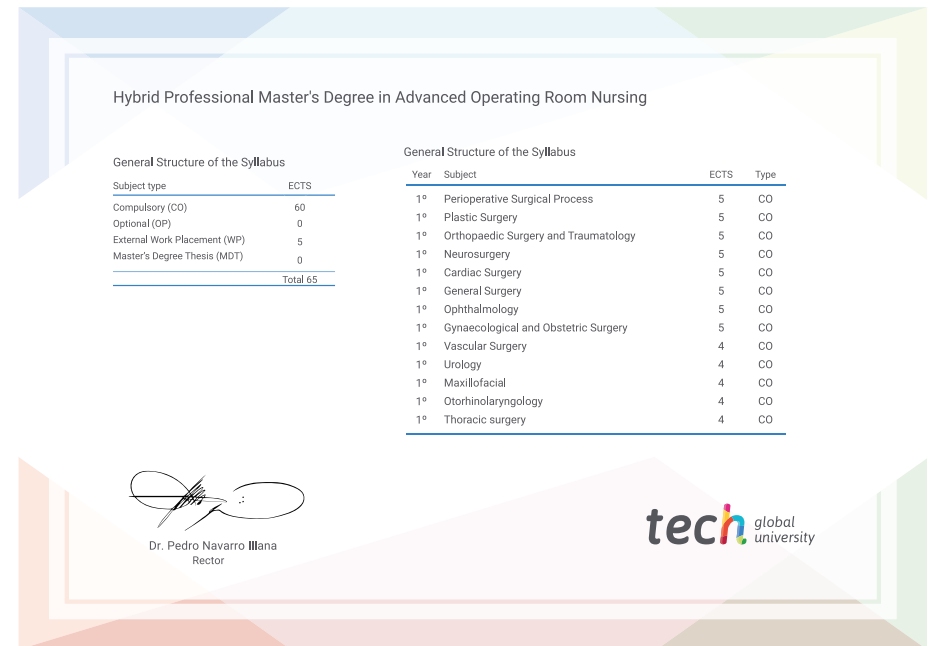 Hybrid Professional Master's Degree in Advanced Operating Room Nursing
General Structure of the Syllabus
Subject type ECTS
Compulsory (CO) 60
Optional (OP) 0
External Work Placement (WP) 5
Master's Degree Thesis (MDT) 0
Total 65
General Structure of the Syllabus
Year Subject ECTS Type
1º Perioperative Surgical Process 5 CO
1º Plastic Surgery 5 CO
1º Orthopaedic Surgery and Traumatology 5 CO
1º Neurosurgery 5 CO
1º Cardiac Surgery 5 CO
1º General Surgery 5 CO
1º Ophthalmology 5 CO
1º Gynaecological and Obstetric Surgery 5 CO
1º Vascular Surgery 4 CO
1º Urology 4 CO
1º Maxillofacial 4 CO
1º Otorhinolaryngology 4 CO
1º Thoracic surgery 4 CO
Dr. Pedro Navarro Illana
Rector
tech global
university